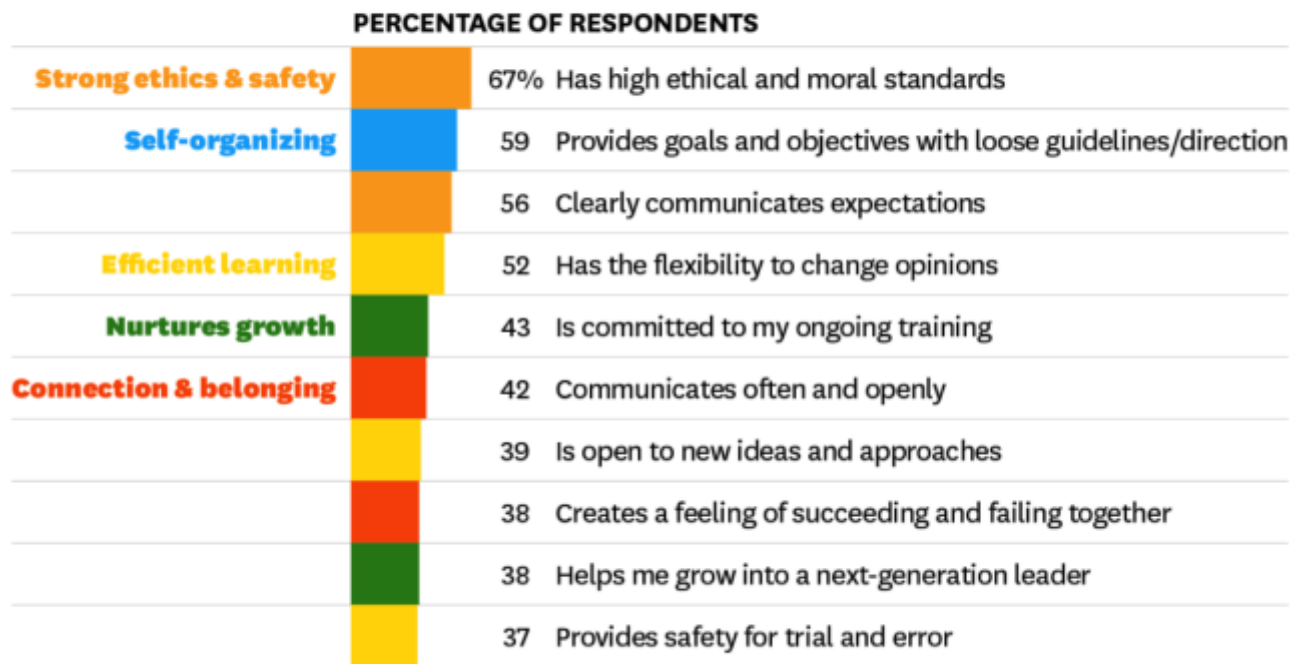 PERCENTAGE OF RESPONDENTS
Strong ethics & safety 67% Has high ethical and moral standards
Self-organizing 59 Provides goals and objectives with loose guidelines/direction
56 Clearly communicates expectations
Efficient learning 52 Has the flexibility to change opinions
Nurtures growth 43 Is committed to my ongoing training
Connection & belonging 42 Communicates often and openly
39 Is open to new ideas and approaches
38 Creates a feeling of succeeding and failing together
38 Helps me grow into a next-generation leader
37 Provides safety for trial and error